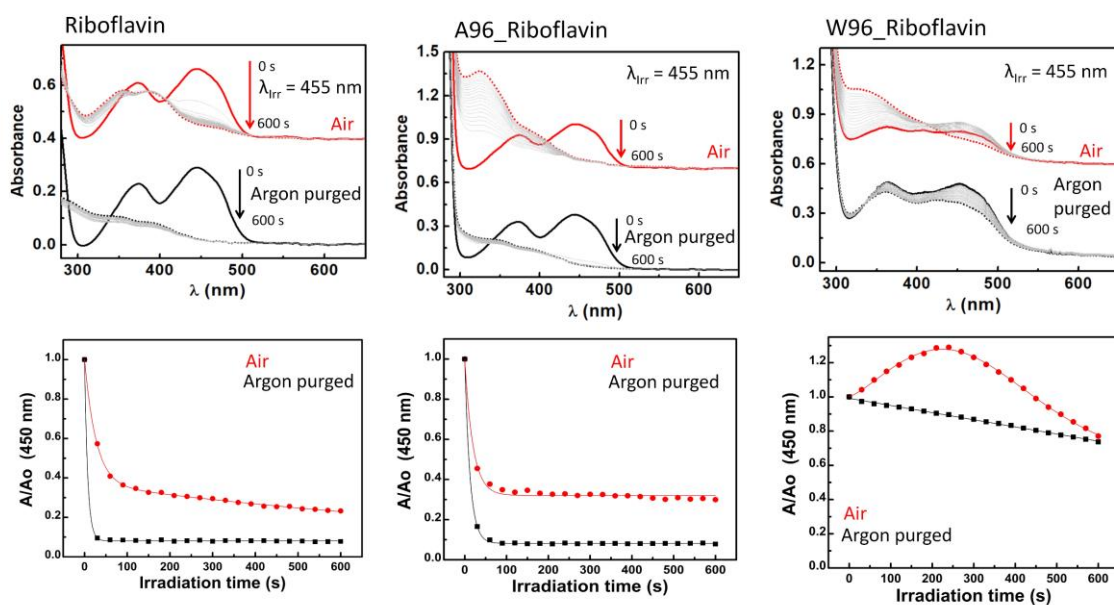 Riboflavin
A96_Riboflavin
W96_Riboflavin
Absorbance
0.6
0.4
0.2
0.0
0 s
λIrr = 455 nm
600 s
Air
0 s
Argon purged
600 s
300 400 500 600
λ (nm)
Absorbance
1.5
1.2
0.9
0.6
0.3
0.0
λIrr = 455 nm
0 s
600 s
Air
0 s
Argon purged
600 s
300 400 500 600
λ (nm)
Absorbance
1.2
0.9
0.6
0.3
0.0
λIrr = 455 nm
0 s
600 s
Air
0 s
Argon
purged
600 s
300 400 500 600
λ (nm)
A/Ao (450 nm)
1.0
0.8
0.6
0.4
0.2
0.0
Air
Argon purged
0 100 200 300 400 500 600
Irradiation time (s)
A/Ao (450 nm)
1.0
0.8
0.6
0.4
0.2
0.0
Air
Argon purged
0 100 200 300 400 500 600
Irradiation time (s)
A/Ao (450 nm)
1.2
1.0
0.8
0.6
0.4
0.2
0.0
Air
Argon purged
0 100 200 300 400 500 600
Irradiation time (s)